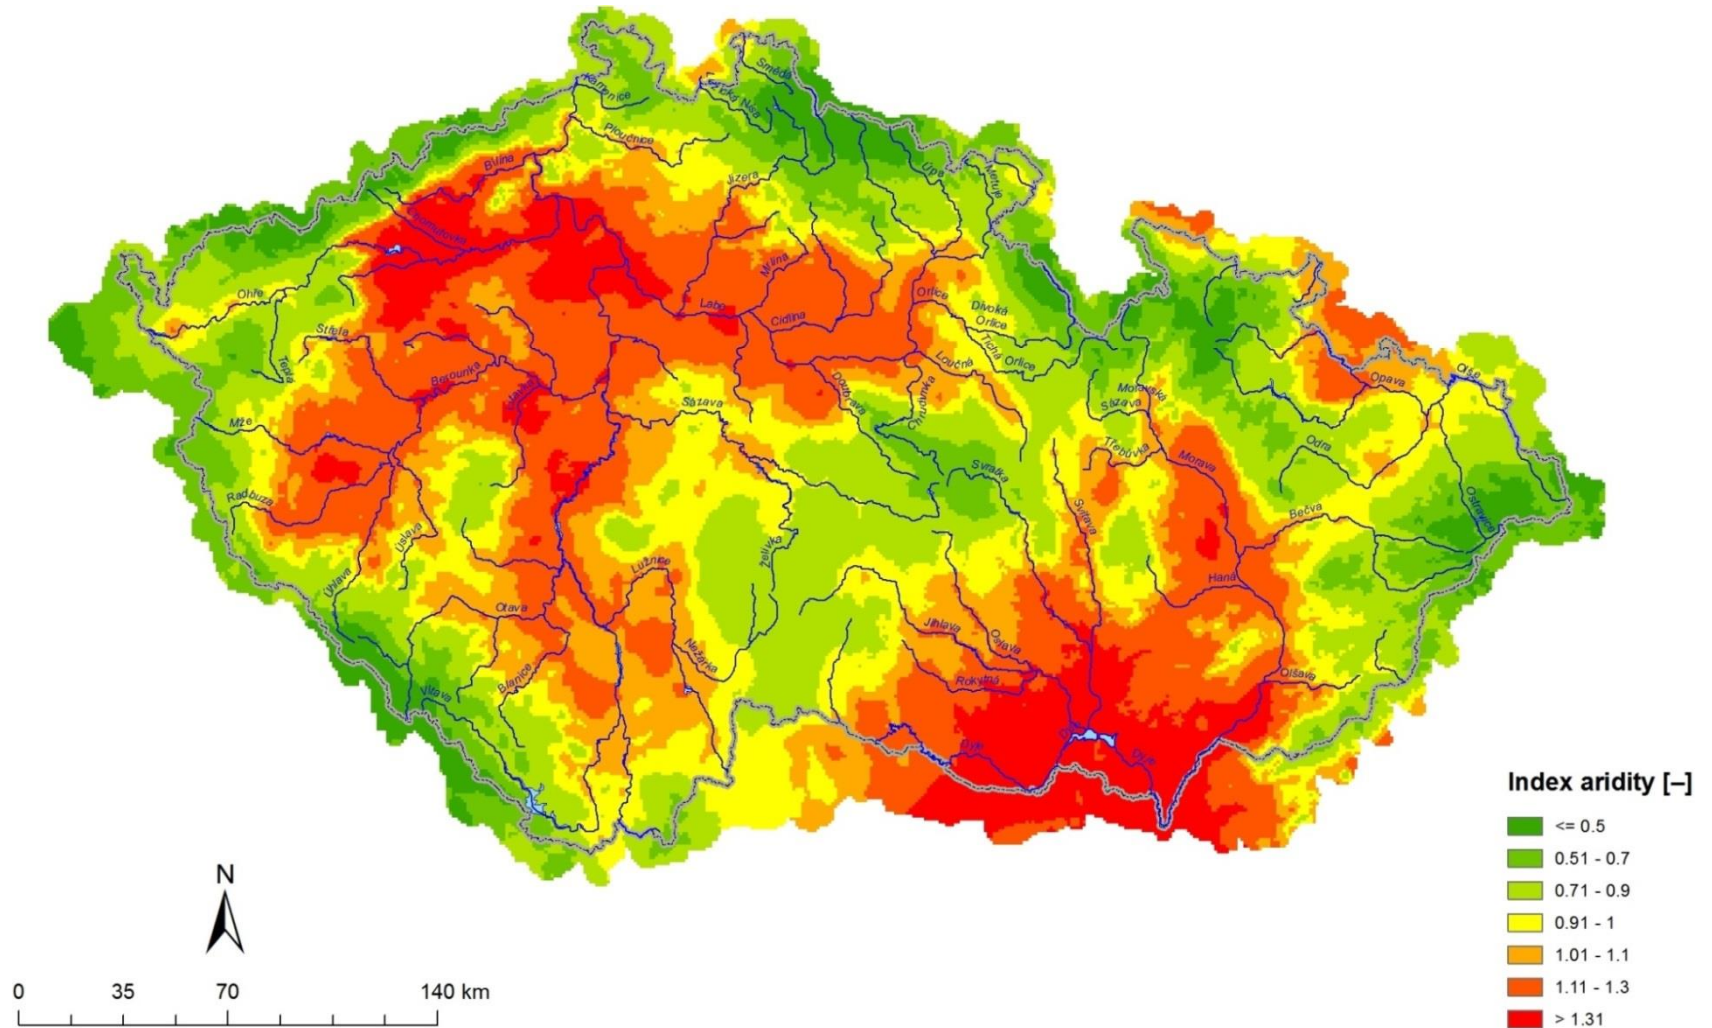 Smědá
Kamenice
Ploučnice
Bílina
Jizera
Úpa
Metuje
Chomutovka
Ohře
Mrlina
Labe
Cidlina
Orlice
Divoká
Orlice
Tichá
Orlice
Střela
Teplá
Berounka
Litavka
Loučná
Doubrava
Chrudimka
Sázava
Moravská
Sázava
Opava
Olše
Mže
Třebůvka
Morava
Odra
Radbuza
Svratka
Svitava
Bečva
Ostravice
Úslava
Želivka
Úhlava
Lužnice
Haná
Otava
Jihlava
Oslava
Nežárka
Blanice
Rokytná
Olšava
Vltava
Dyje
Dyje
Index aridity [–]
<= 0.5
0.51 - 0.7
0.71 - 0.9
0.91 - 1
1.01 - 1.1
1.11 - 1.3
> 1.31
N
0 35 70 140 km